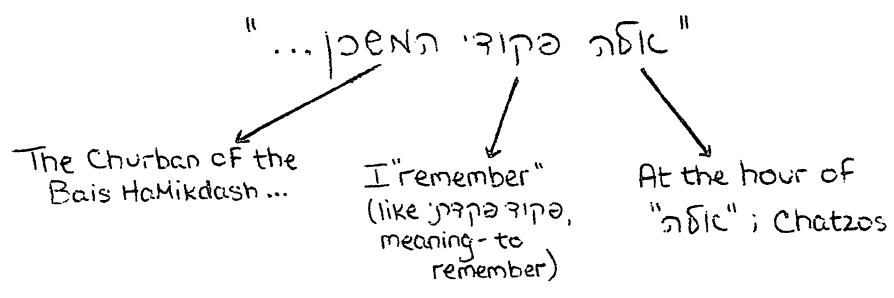 "אלה פקודי המשכן..."
The Churban of the
Bais HaMikdash...
I "remember"
(like פקוד פקדתי,
meaning - to
remember)
At the hour of
"אלה"; Chatzos